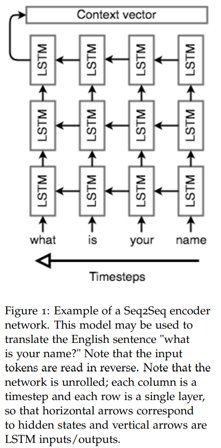 Context vector
LSTM LSTM LSTM LSTM
LSTM LSTM LSTM LSTM
LSTM LSTM LSTM LSTM
what is your name
Timesteps
Figure 1: Example of a Seq2Seq encoder
network. This model may be used to
translate the English sentence "what
is your name?" Note that the input
tokens are read in reverse. Note that the
network is unrolled; each column is a
timestep and each row is a single layer,
so that horizontal arrows correspond
to hidden states and vertical arrows are
LSTM inputs/outputs.